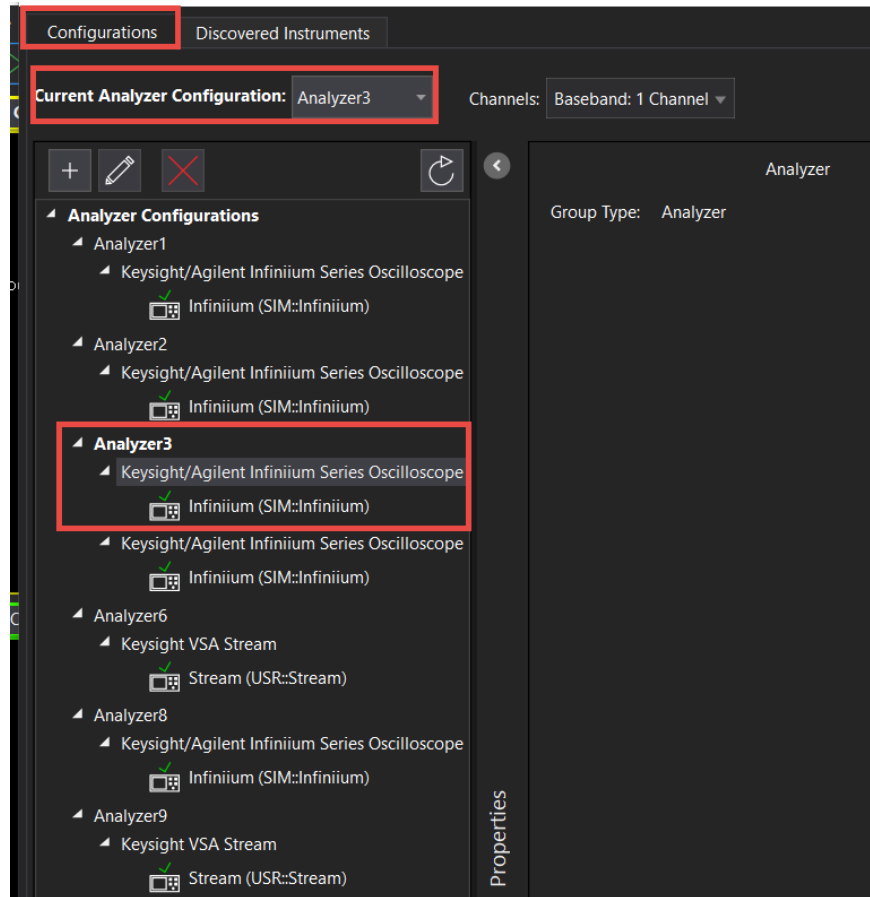 Configurations
Discovered Instruments
Current Analyzer Configuration: Analyzer3
Channels: Baseband: 1 Channel
Analyzer
Group Type: Analyzer
Analyzer Configurations
Analyzer1
Keysight/Agilent Infiniium Series Oscilloscope
Infiniium (SIM::Infiniium)
Analyzer2
Keysight/Agilent Infiniium Series Oscilloscope
Infiniium (SIM::Infiniium)
Analyzer3
Keysight/Agilent Infiniium Series Oscilloscope
Infiniium (SIM::Infiniium)
Keysight/Agilent Infiniium Series Oscilloscope
Infiniium (SIM::Infiniium)
Analyzer6
Keysight VSA Stream
Stream (USR::Stream)
Analyzer8
Keysight/Agilent Infiniium Series Oscilloscope
Infiniium (SIM::Infiniium)
Analyzer9
Keysight VSA Stream
Stream (USR::Stream)
Properties